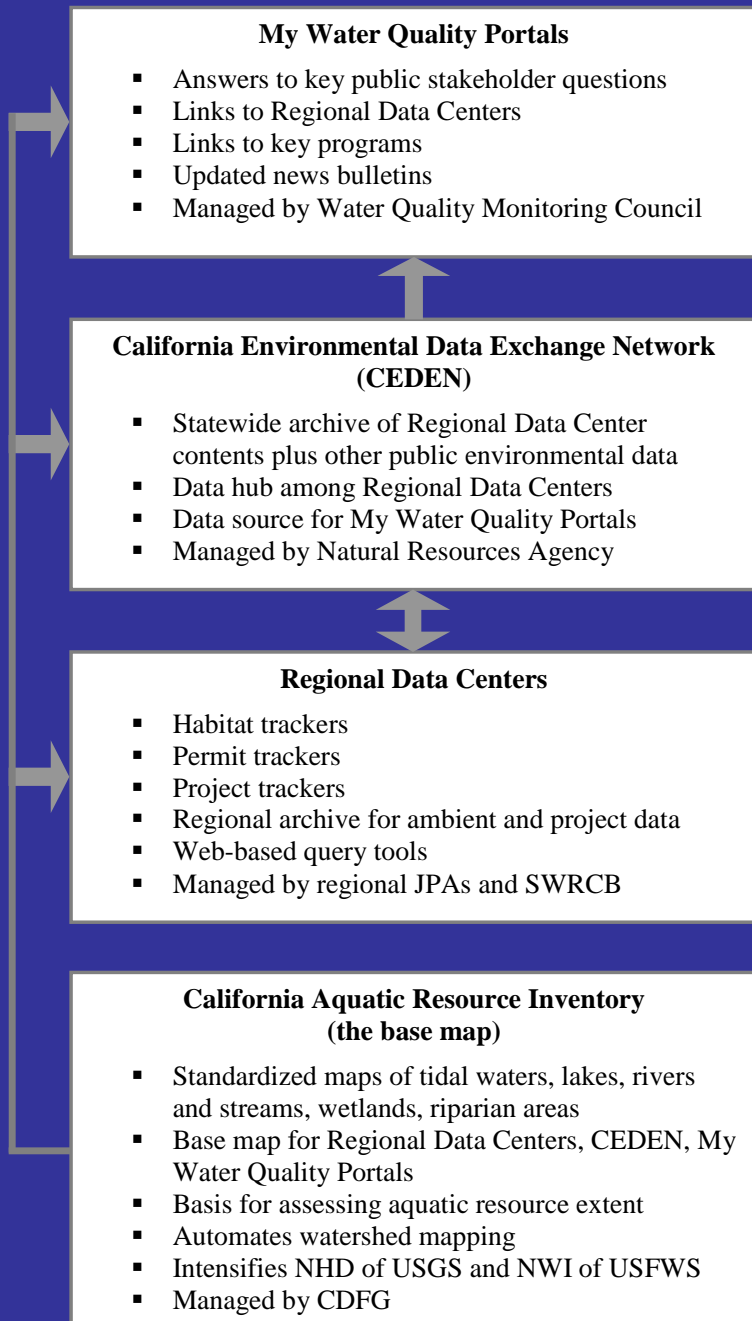 My Water Quality Portals
▪ Answers to key public stakeholder questions
▪ Links to Regional Data Centers
▪ Links to key programs
▪ Updated news bulletins
▪ Managed by Water Quality Monitoring Council
California Environmental Data Exchange Network
(CEDEN)
▪ Statewide archive of Regional Data Center
contents plus other public environmental data
▪ Data hub among Regional Data Centers
▪ Data source for My Water Quality Portals
▪ Managed by Natural Resources Agency
Regional Data Centers
▪ Habitat trackers
▪ Permit trackers
▪ Project trackers
▪ Regional archive for ambient and project data
▪ Web-based query tools
▪ Managed by regional JPAs and SWRCB
California Aquatic Resource Inventory
(the base map)
▪ Standardized maps of tidal waters, lakes, rivers
and streams, wetlands, riparian areas
▪ Base map for Regional Data Centers, CEDEN, My
Water Quality Portals
▪ Basis for assessing aquatic resource extent
▪ Automates watershed mapping
▪ Intensifies NHD of USGS and NWI of USFWS
▪ Managed by CDFG